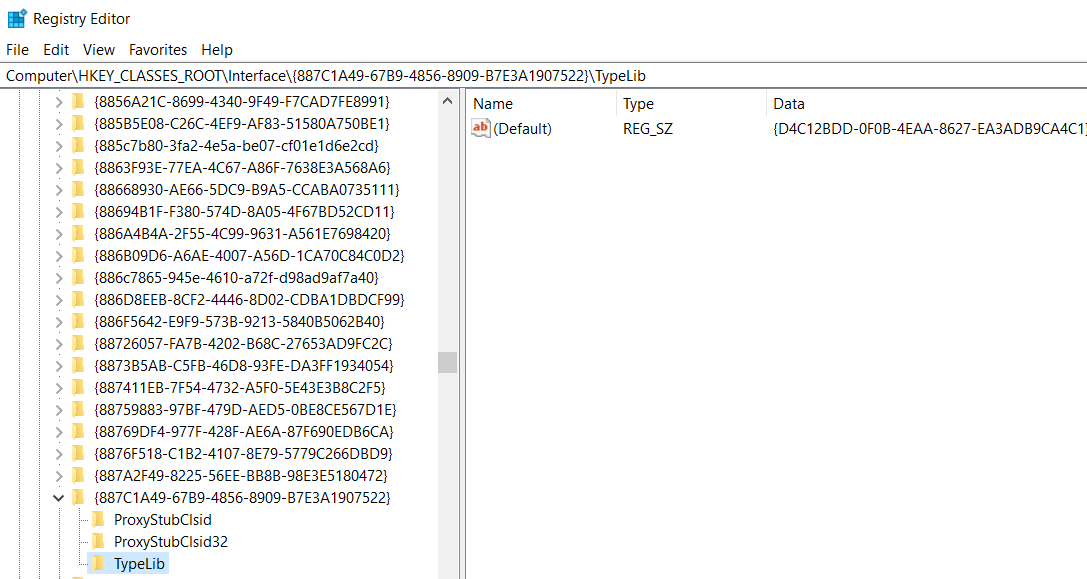 Registry Editor
File Edit View Favorites Help
Computer\HKEY_CLASSES_ROOT\Interface\{887C1A49-67B9-4856-8909-B7E3A1907522}\TypeLib
{8856A21C-8699-4340-9F49-F7CAD7FE8991}
{885B5E08-C26C-4EF9-AF83-51580A750BE1}
{885c7b80-3fa2-4e5a-be07-cf01e1d6e2cd}
{8863F93E-77EA-4C67-A86F-7638E3A568A6}
{88668930-AE66-5DC9-B9A5-CCABA0735111}
{88694B1F-F380-574D-8A05-4F67BD52CD11}
{886A4B4A-2F55-4C99-9631-A561E7698420}
{886B09D6-A6AE-4007-A56D-1CA70C84C0D2}
{886c7865-945e-4610-a72f-d98ad9af7a40}
{886D8EEB-8CF2-4446-8D02-CDBA1DBDCF99}
{886F5642-E9F9-573B-9213-5840B5062B40}
{88726057-FA7B-4202-B68C-27653AD9FC2C}
{8873B5AB-C5FB-46D8-93FE-DA3FF1934054}
{887411EB-7F54-4732-A5F0-5E43E3B8C2F5}
{88759883-97BF-479D-AED5-0BE8CE567D1E}
{88769DF4-977F-428F-AE6A-87F690EDB6CA}
{8876F518-C1B2-4107-8E79-5779C266DBD9}
{887A2F49-8225-56EE-BB8B-98E3E5180472}
{887C1A49-67B9-4856-8909-B7E3A1907522}
ProxyStubClsid
ProxyStubClsid32
TypeLib
Name Type Data
ab (Default) REG_SZ {D4C12BDD-0F0B-4EAA-8627-EA3ADB9CA4C1}